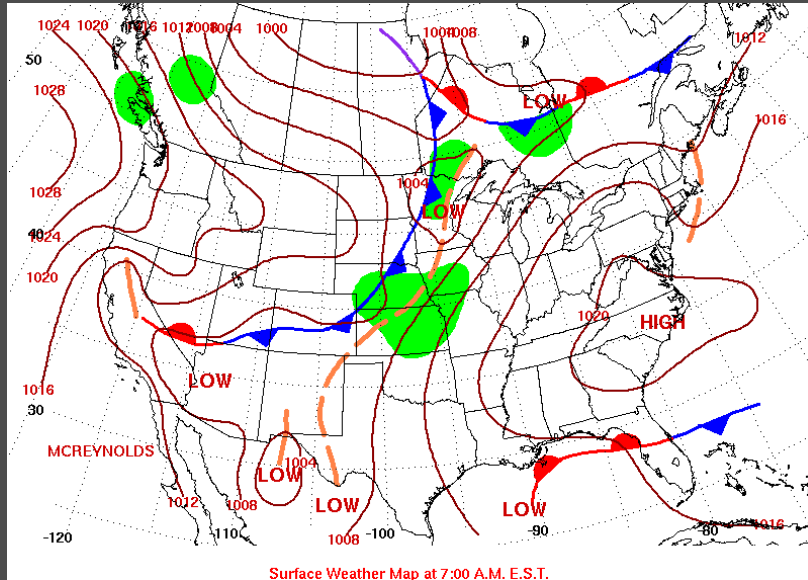 1024 1020 1016 1012 1008 1004 1000 1004 1008 1012
50
1028
LOW
1016
1028
1004
LOW
40
1024
1020
1020
HIGH
LOW
1016
30
MCREYNOLDS
LOW 1004
1012 1008 LOW LOW
1016
-120 -110 -100 -90 -80
1008
Surface Weather Map at 7:00 A.M. E.S.T.